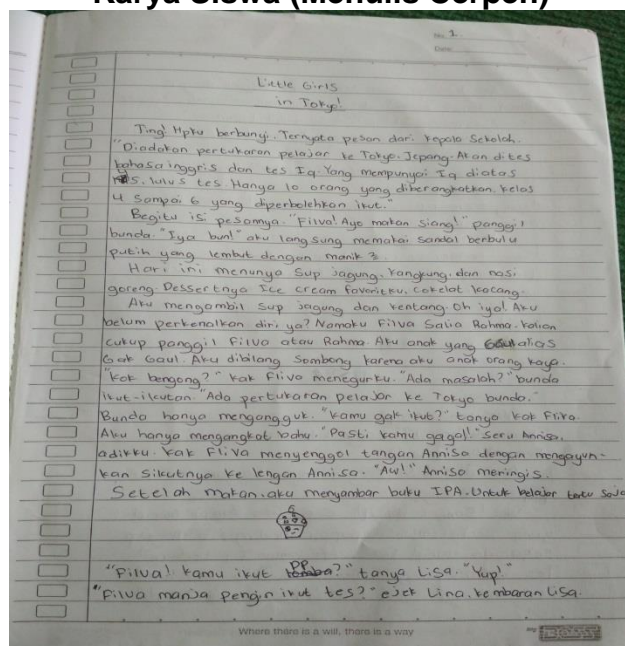 Karya Siswa (Menulis Cerpen)
No. 1.
Date:
Little Girls
in Tokyo!
Ting! Hpku berbunyi. Ternyata pesan dari kepala Sekolah.
"Diadakan pertukaran pelajar ke Tokyo. Jepang. Akan dites
bahasa inggris dan tes Iq. Yang mempunyai Iq diatas
lulus tes. Hanya 10 orang yang diberangkatkan. kelas
4 Sampai 6 yang diperbolehkan ikut."
Begitu isi pesannya. "Filva! Ayo makan siang!" panggil
bunda. "Iya bun!" aku langsung memakai sandal berbulu
putih yang lembut dengan manik 2
Hari ini menunya Sup jagung, kangkung, dan nasi
goreng. Dessertnya Ice cream favoritku. Cokelat kacang.
Aku mengambil sup jagung dan kentang. Oh iya! Aku
belum perkenalkan diri ya? Namaku Filva Salia Rahma. Kalian
cukup panggil Filva atau Rahma. Aku anak yang alias
Gak Gaul. Aku dibilang Sombong karena aku anak orang kaya.
"Kok bengong?" Kak Fliva menegurku. "Ada masalah?" bunda
ikut-ikutan. "Ada pertukaran pelajar ke Tokyo bunda."
Bunda hanya mengangguk. "Kamu gak ikut?" tanya Kak Fliva.
Aku hanya mengangkat bahu. "Pasti kamu gagal!" Seru Annisa,
adikku. Kak Fliva menyenggol tangan Annisa dengan mengayun-
kan Sikutnya ke lengan Annisa. "Aw!" Annisa meringis.
Setelah makan, aku menyambar buku IPA. Untuk belajar tentu saja
"Filva! Kamu ikut PP?" tanya Lisa. "Yup!"
"Filva manja pengin ikut tes?" ejek Lina, kembaran Lisa.
Where there is a will, there is a way
BOSS